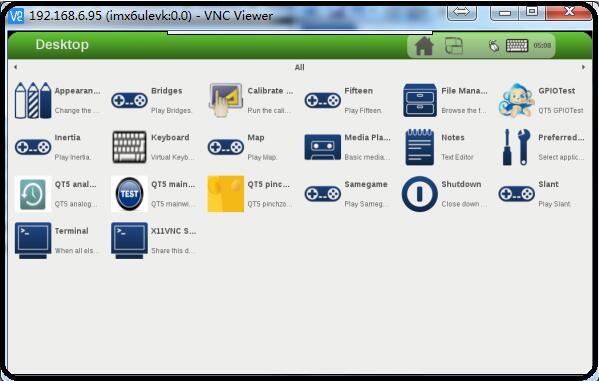 192.168.6.95 (imx6ulevk:0.0) - VNC Viewer
Desktop
05:08
All
Appearan...
Change the ...
Bridges
Play Bridges.
Calibrate ...
Run the cali...
Fifteen
Play Fifteen.
File Mana...
Browse the f...
GPIOTest
QT5 GPIOTest
Inertia
Play Inertia.
Keyboard
Virtual Keyb...
Map
Play Map.
Media Pla...
Basic media...
Notes
Text Editor
Preferred...
Select applic...
QT5 anal...
QT5 analog...
TEST
QT5 main...
QT5 mainwi...
QT5 pinc...
QT5 pinchzo...
Samegame
Play Sameg...
Shutdown
Close down ...
Slant
Play Slant.
Terminal
When all els...
X11VNC S...
Share this d...